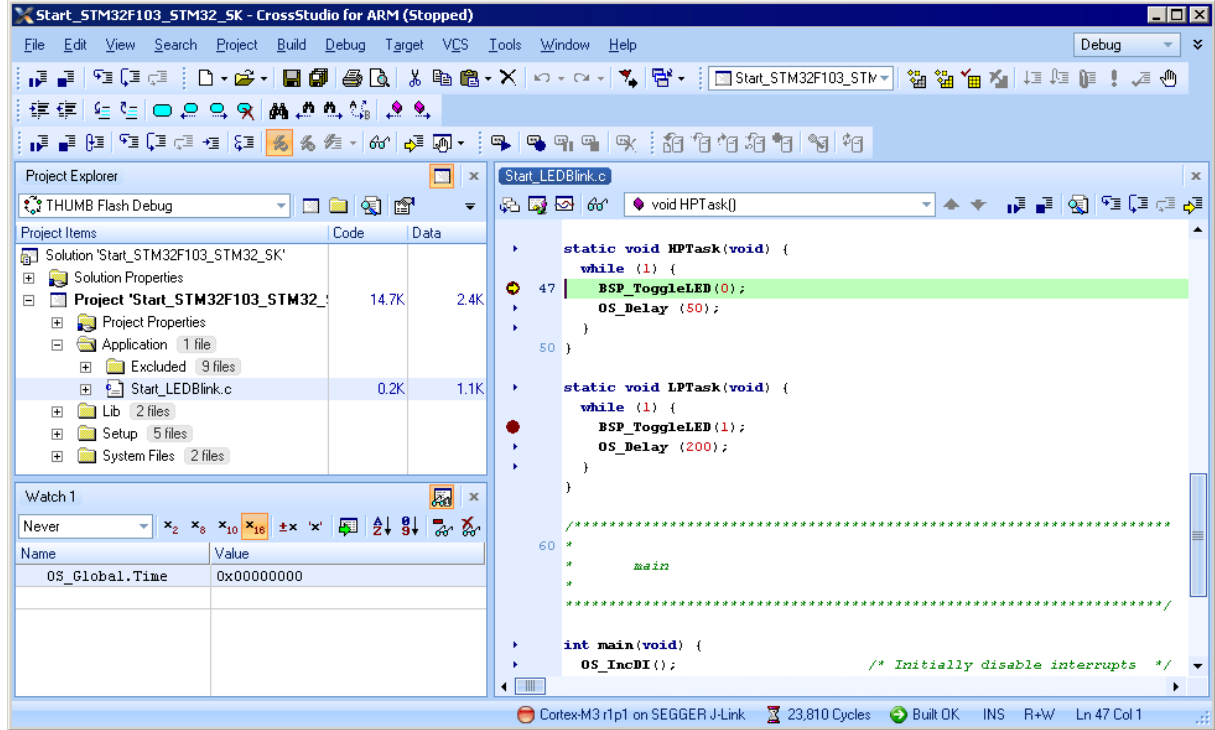 Start_STM32F103_STM32_SK - CrossStudio for ARM (Stopped)
File Edit View Search Project Build Debug Target VCS Tools Window Help
Debug
Start_STM32F103_STM
Project Explorer
THUMB Flash Debug
Project Items Code Data
Solution 'Start_STM32F103_STM32_SK'
Solution Properties
Project 'Start_STM32F103_STM32_ 14.7K 2.4K
Project Properties
Application 1 file
Excluded 9 files
Start_LEDBlink.c 0.2K 1.1K
Lib 2 files
Setup 5 files
System Files 2 files
Watch 1
Never ×2 ×8 ×10 ×16 ±× '×'
Name Value
OS_Global.Time 0x00000000
Start_LEDBlink.c
void HPTask()
static void HPTask(void) {
while (1) {
47 BSP_ToggleLED(0);
OS_Delay (50);
}
50 }
static void LPTask(void) {
while (1) {
BSP_ToggleLED(1);
OS_Delay (200);
}
}
/*********************************************************************
60 *
* main
*
*********************************************************************/
int main(void) {
OS_IncDI(); /* Initially disable interrupts */
Cortex-M3 r1p1 on SEGGER J-Link 23,810 Cycles Built OK INS R+W Ln 47 Col 1